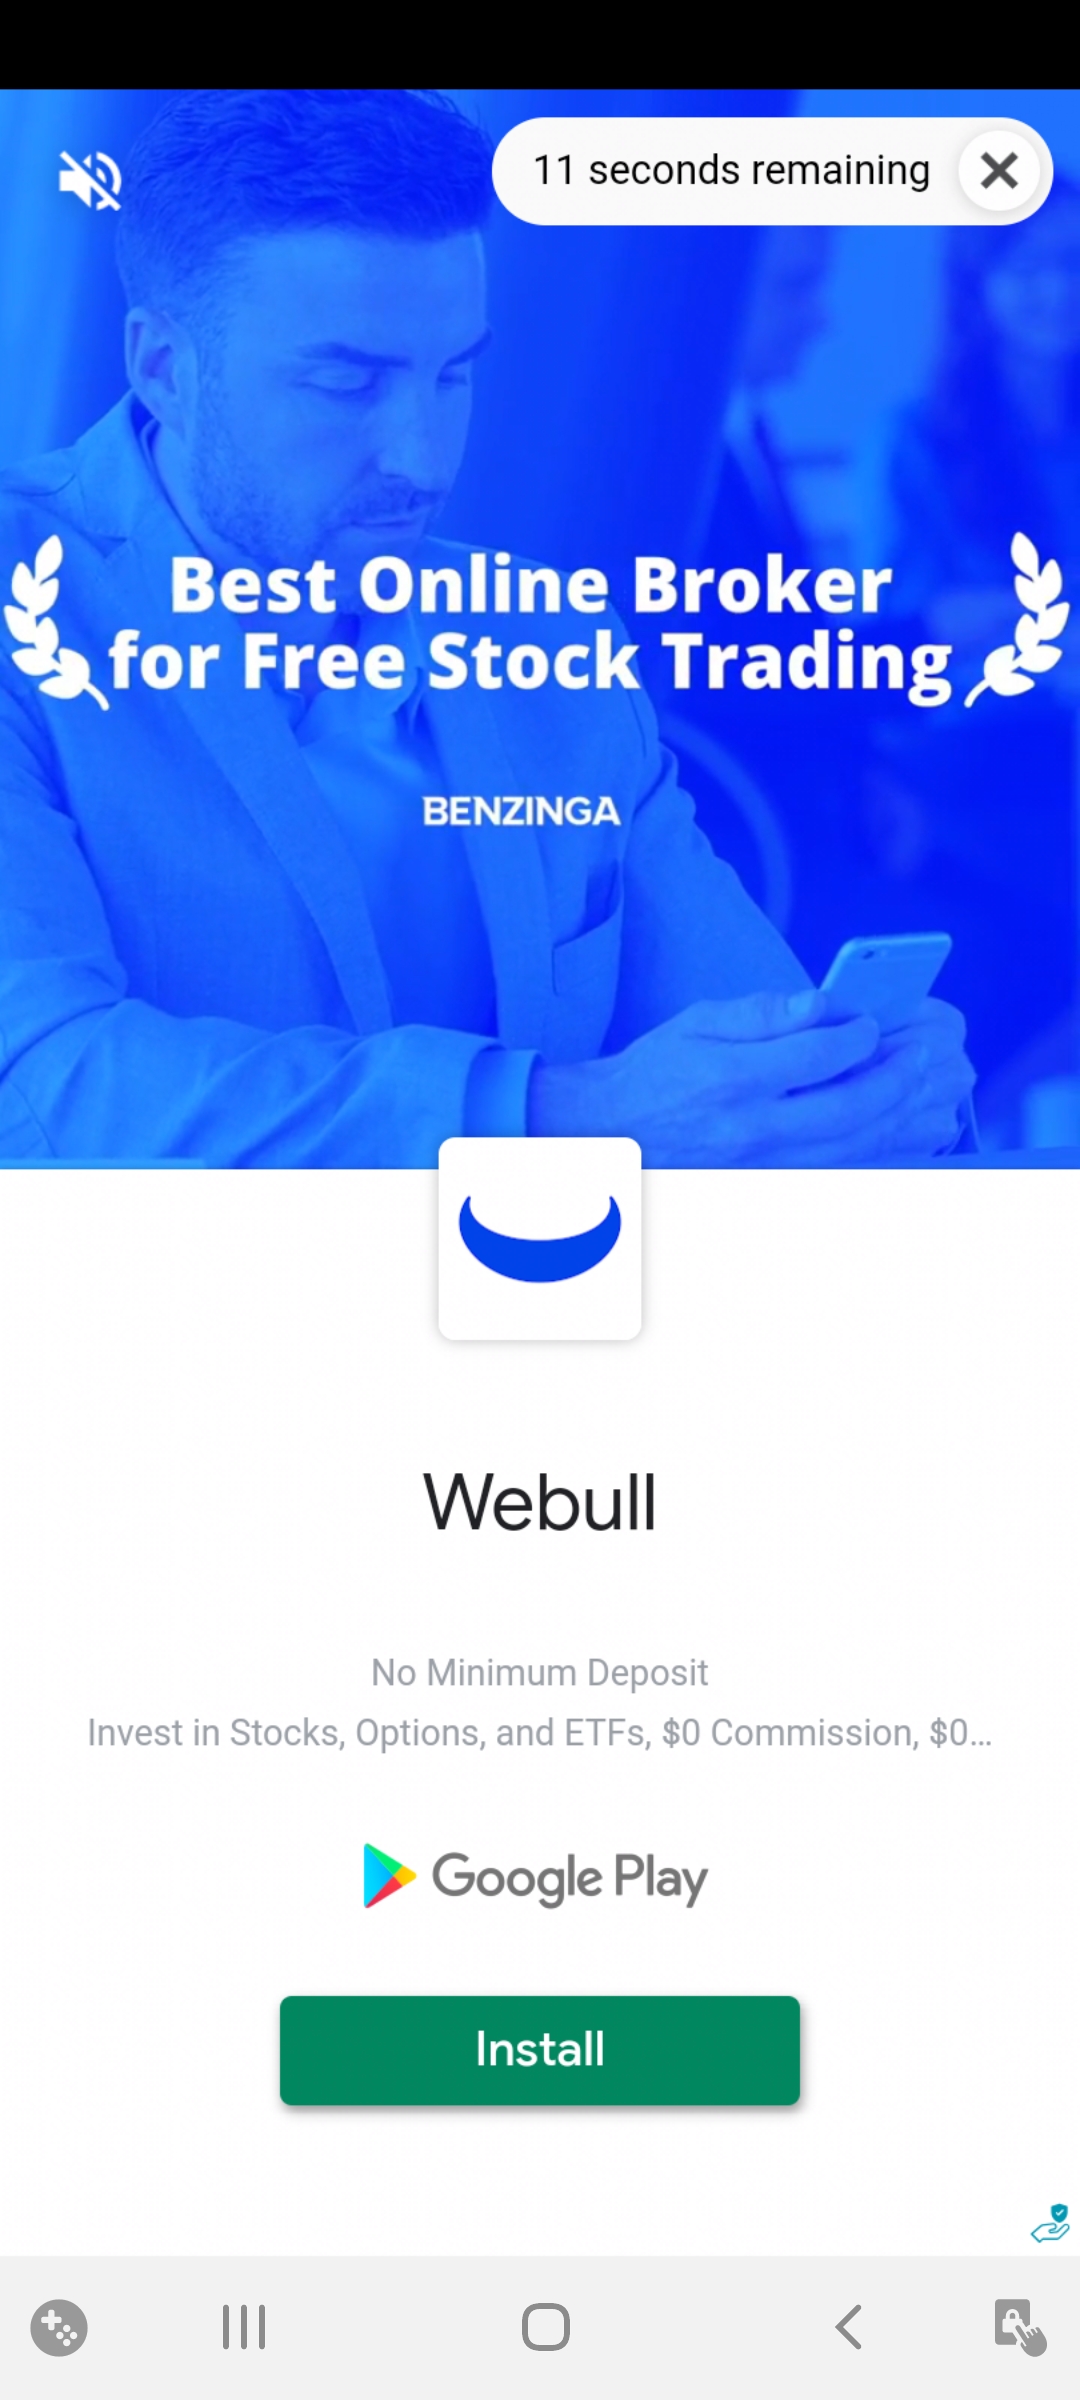 11 seconds remaining
Best Online Broker
for Free Stock Trading
BENZINGA
Webull
No Minimum Deposit
Invest in Stocks, Options, and ETFs, $0 Commission, $0...
Google Play
Install